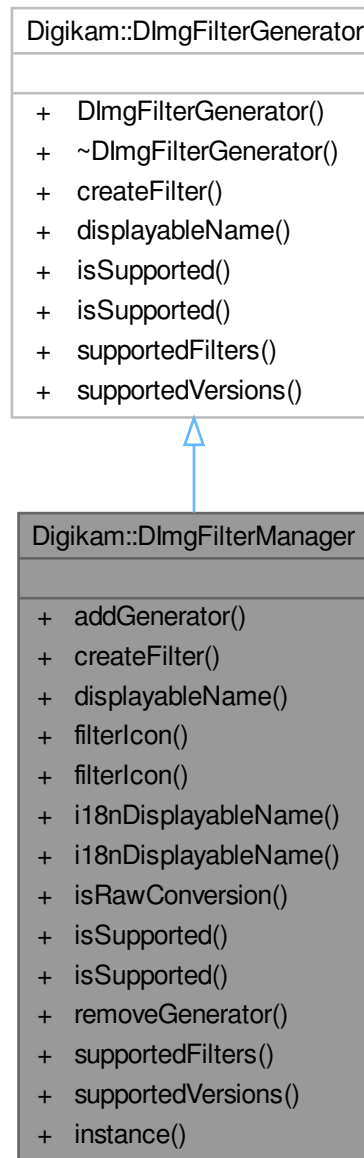 Digikam::DImgFilterGenerator
+ DImgFilterGenerator()
+ ~DImgFilterGenerator()
+ createFilter()
+ displayableName()
+ isSupported()
+ isSupported()
+ supportedFilters()
+ supportedVersions()
Digikam::DImgFilterManager
+ addGenerator()
+ createFilter()
+ displayableName()
+ filterIcon()
+ filterIcon()
+ i18nDisplayableName()
+ i18nDisplayableName()
+ isRawConversion()
+ isSupported()
+ isSupported()
+ removeGenerator()
+ supportedFilters()
+ supportedVersions()
+ instance()